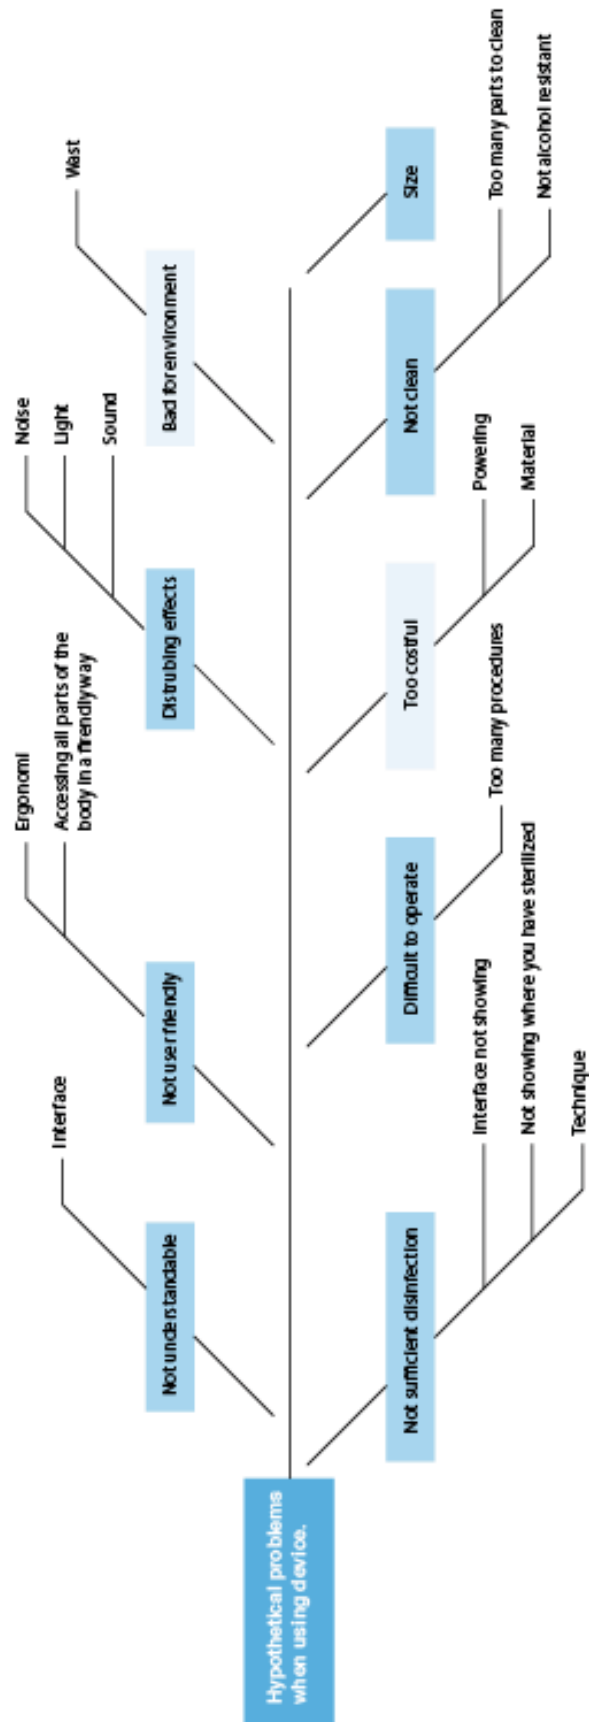 Hypothetical problems
when using device.
Not understandable
Interface
Not user friendly
Ergonomi
Accessing all parts of the
body in a firendly way
Distrubing effects
Noise
Light
Sound
Bad for environment
Wast
Not sufficient disinfection
Interface not showing
Not showing where you have sterilized
Technique
Difficult to operate
Too many procedures
Too costful
Powering
Material
Not clean
Too many parts to clean
Not alcohol resistant
Size